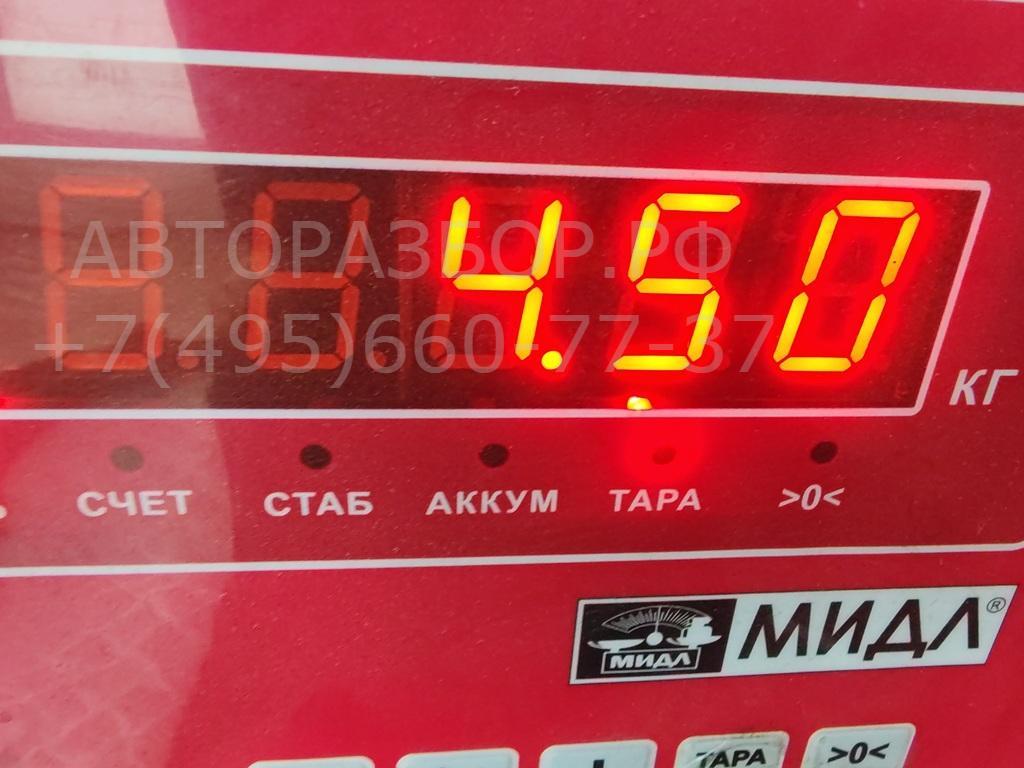 АВТОРАЗБОР.РФ
+7(495)660-77-37
4.50
КГ
СЧЕТ СТАБ АККУМ ТАРА >0<
МИДЛ МИДЛ®
ТАРА >0<